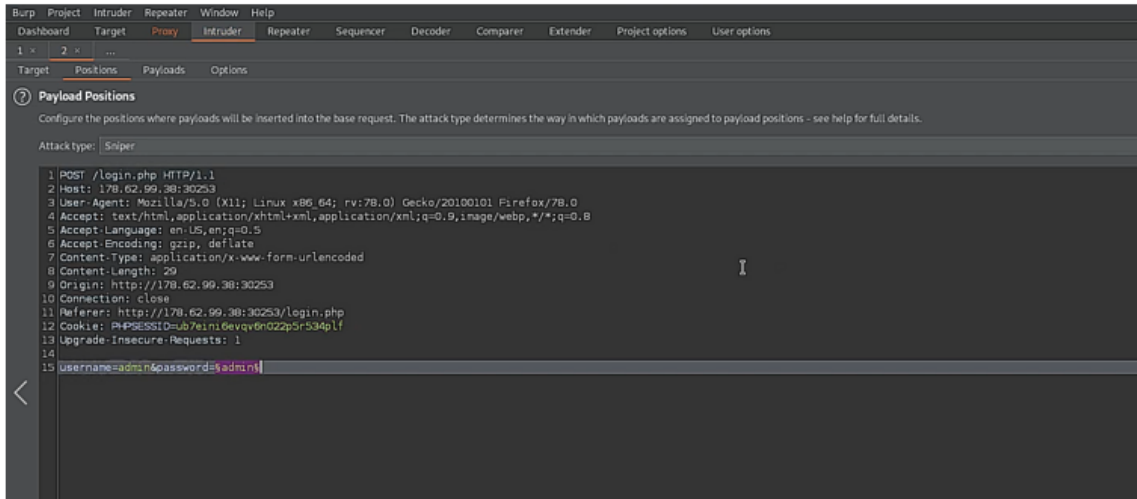 Burp Project Intruder Repeater Window Help
Dashboard Target Proxy Intruder Repeater Sequencer Decoder Comparer Extender Project options User options
1 × 2 × ...
Target Positions Payloads Options
? Payload Positions
Configure the positions where payloads will be inserted into the base request. The attack type determines the way in which payloads are assigned to payload positions - see help for full details.
Attack type: Sniper
1 POST /login.php HTTP/1.1
2 Host: 178.62.99.38:30253
3 User-Agent: Mozilla/5.0 (X11; Linux x86_64; rv:78.0) Gecko/20100101 Firefox/78.0
4 Accept: text/html,application/xhtml+xml,application/xml;q=0.9,image/webp,*/*;q=0.8
5 Accept-Language: en-US,en;q=0.5
6 Accept-Encoding: gzip, deflate
7 Content-Type: application/x-www-form-urlencoded
8 Content-Length: 29
9 Origin: http://178.62.99.38:30253
10 Connection: close
11 Referer: http://178.62.99.38:30253/login.php
12 Cookie: PHPSESSID=ub7eini6evqv6n022p5r534plf
13 Upgrade-Insecure-Requests: 1
14
15 username=admin&password=§admin§